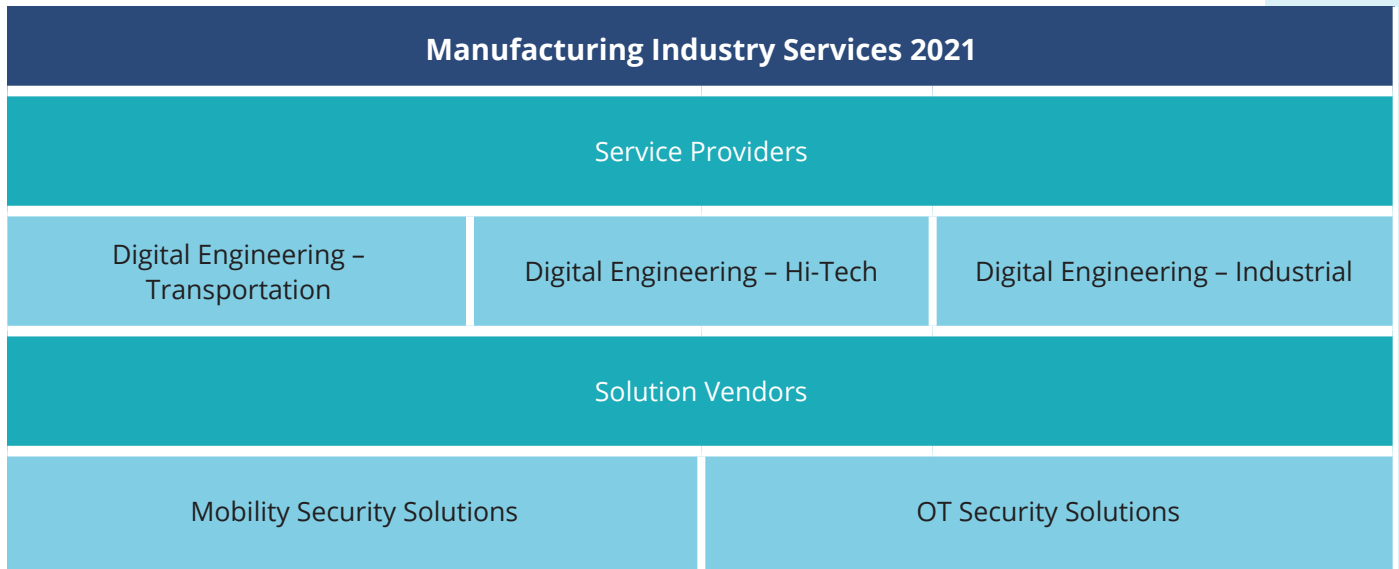 Manufacturing Industry Services 2021
Service Providers
Digital Engineering –
Transportation
Digital Engineering – Hi-Tech
Digital Engineering – Industrial
Solution Vendors
Mobility Security Solutions
OT Security Solutions